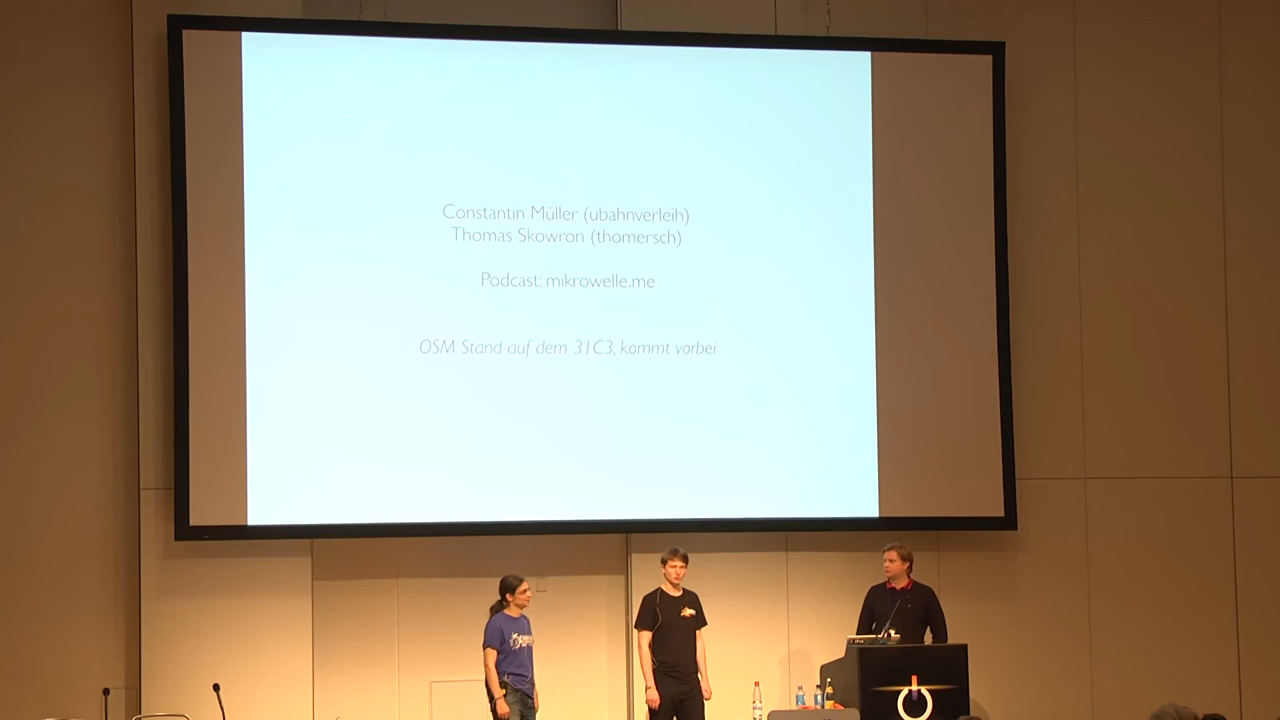 Constantin Müller (ubahnverleih)
Thomas Skowron (thomersch)
Podcast: mikrowelle.me
OSM Stand auf dem 31C3, kommt vorbei